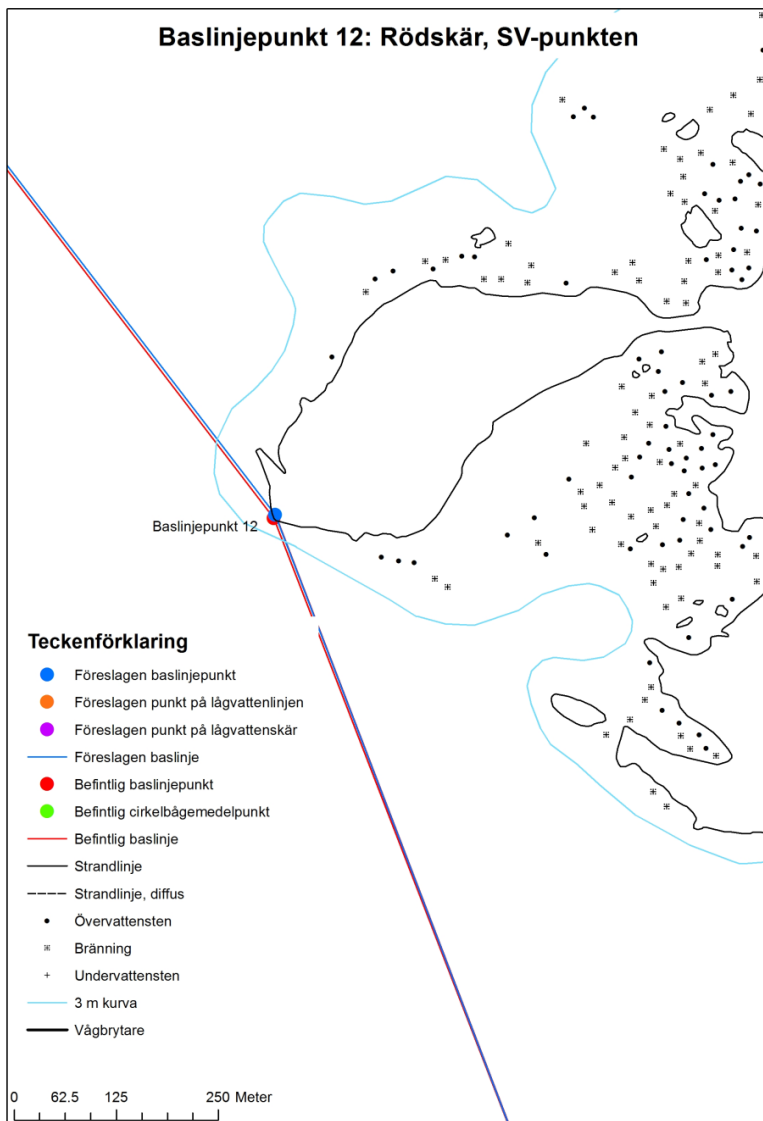 Baslinjepunkt 12: Rödskär, SV-punkten
Baslinjepunkt 12
Teckenförklaring
Föreslagen baslinjepunkt
Föreslagen punkt på lågvattenlinjen
Föreslagen punkt på lågvattenskär
Föreslagen baslinje
Befintlig baslinjepunkt
Befintlig cirkelbågemedelpunkt
Befintlig baslinje
Strandlinje
Strandlinje, diffus
Övervattensten
Bränning
Undervattensten
3 m kurva
Vågbrytare
0 62.5 125 250 Meter